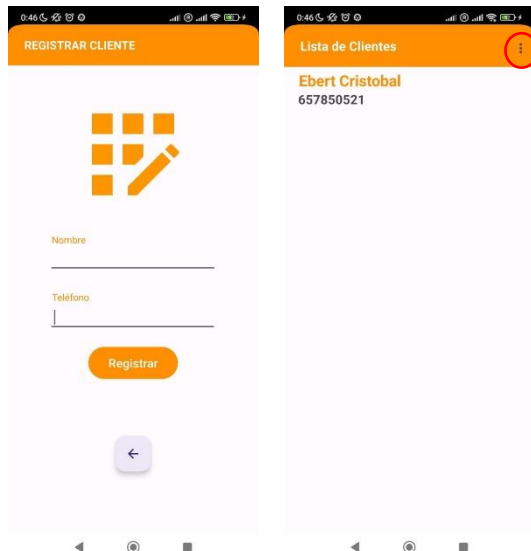 0:46
REGISTRAR CLIENTE
Nombre
Teléfono
Registrar
0:46
Lista de Clientes
Ebert Cristobal
657850521